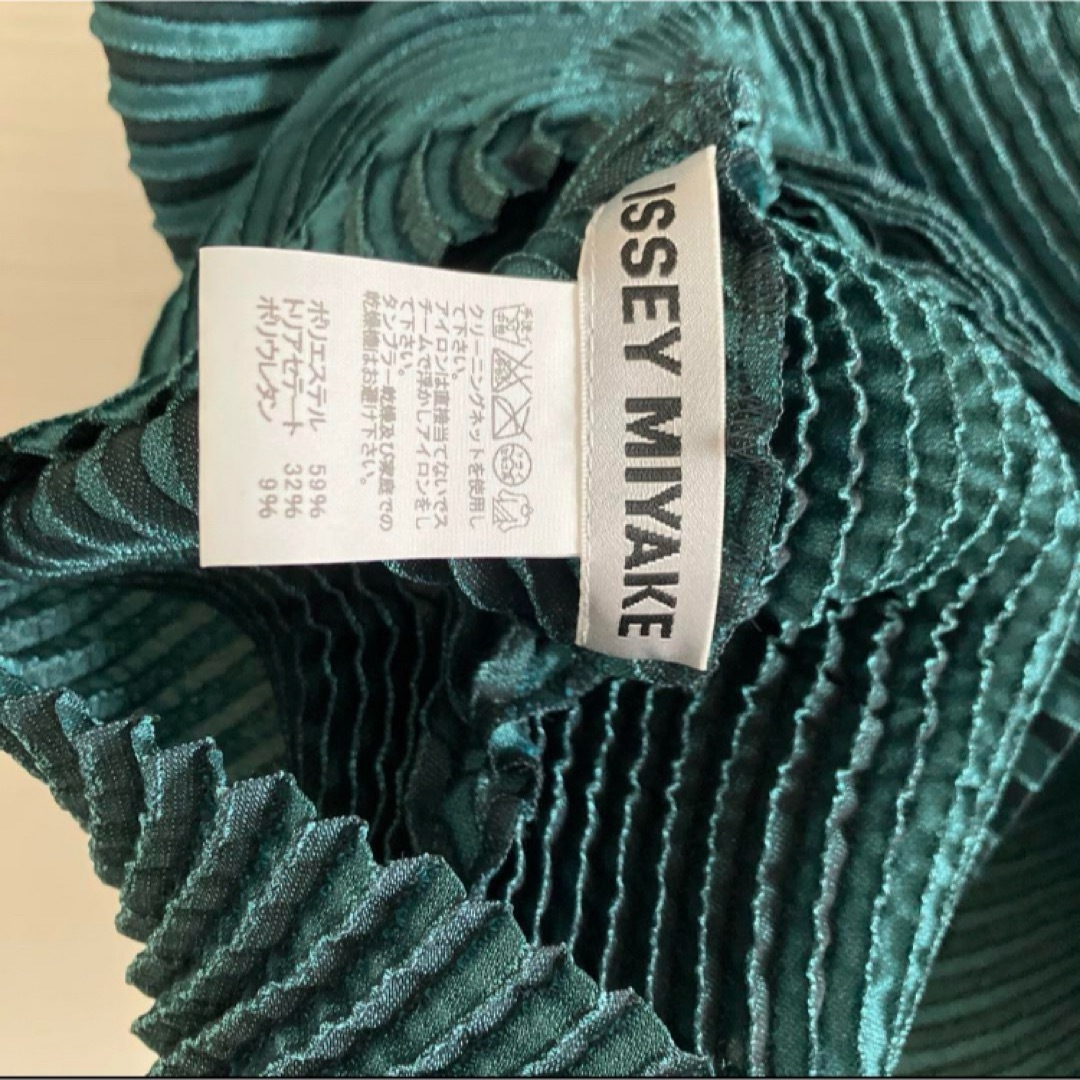 ISSEY MIYAKE
クリーニングネットを使用し
て下さい。
アイロンは直接当てないでス
チームで浮かしアイロンをし
て下さい。
タンブラー乾燥及び家庭での
乾燥機はお避け下さい。
ポリエステル 59%
トリアセテート 32%
ポリウレタン 9%